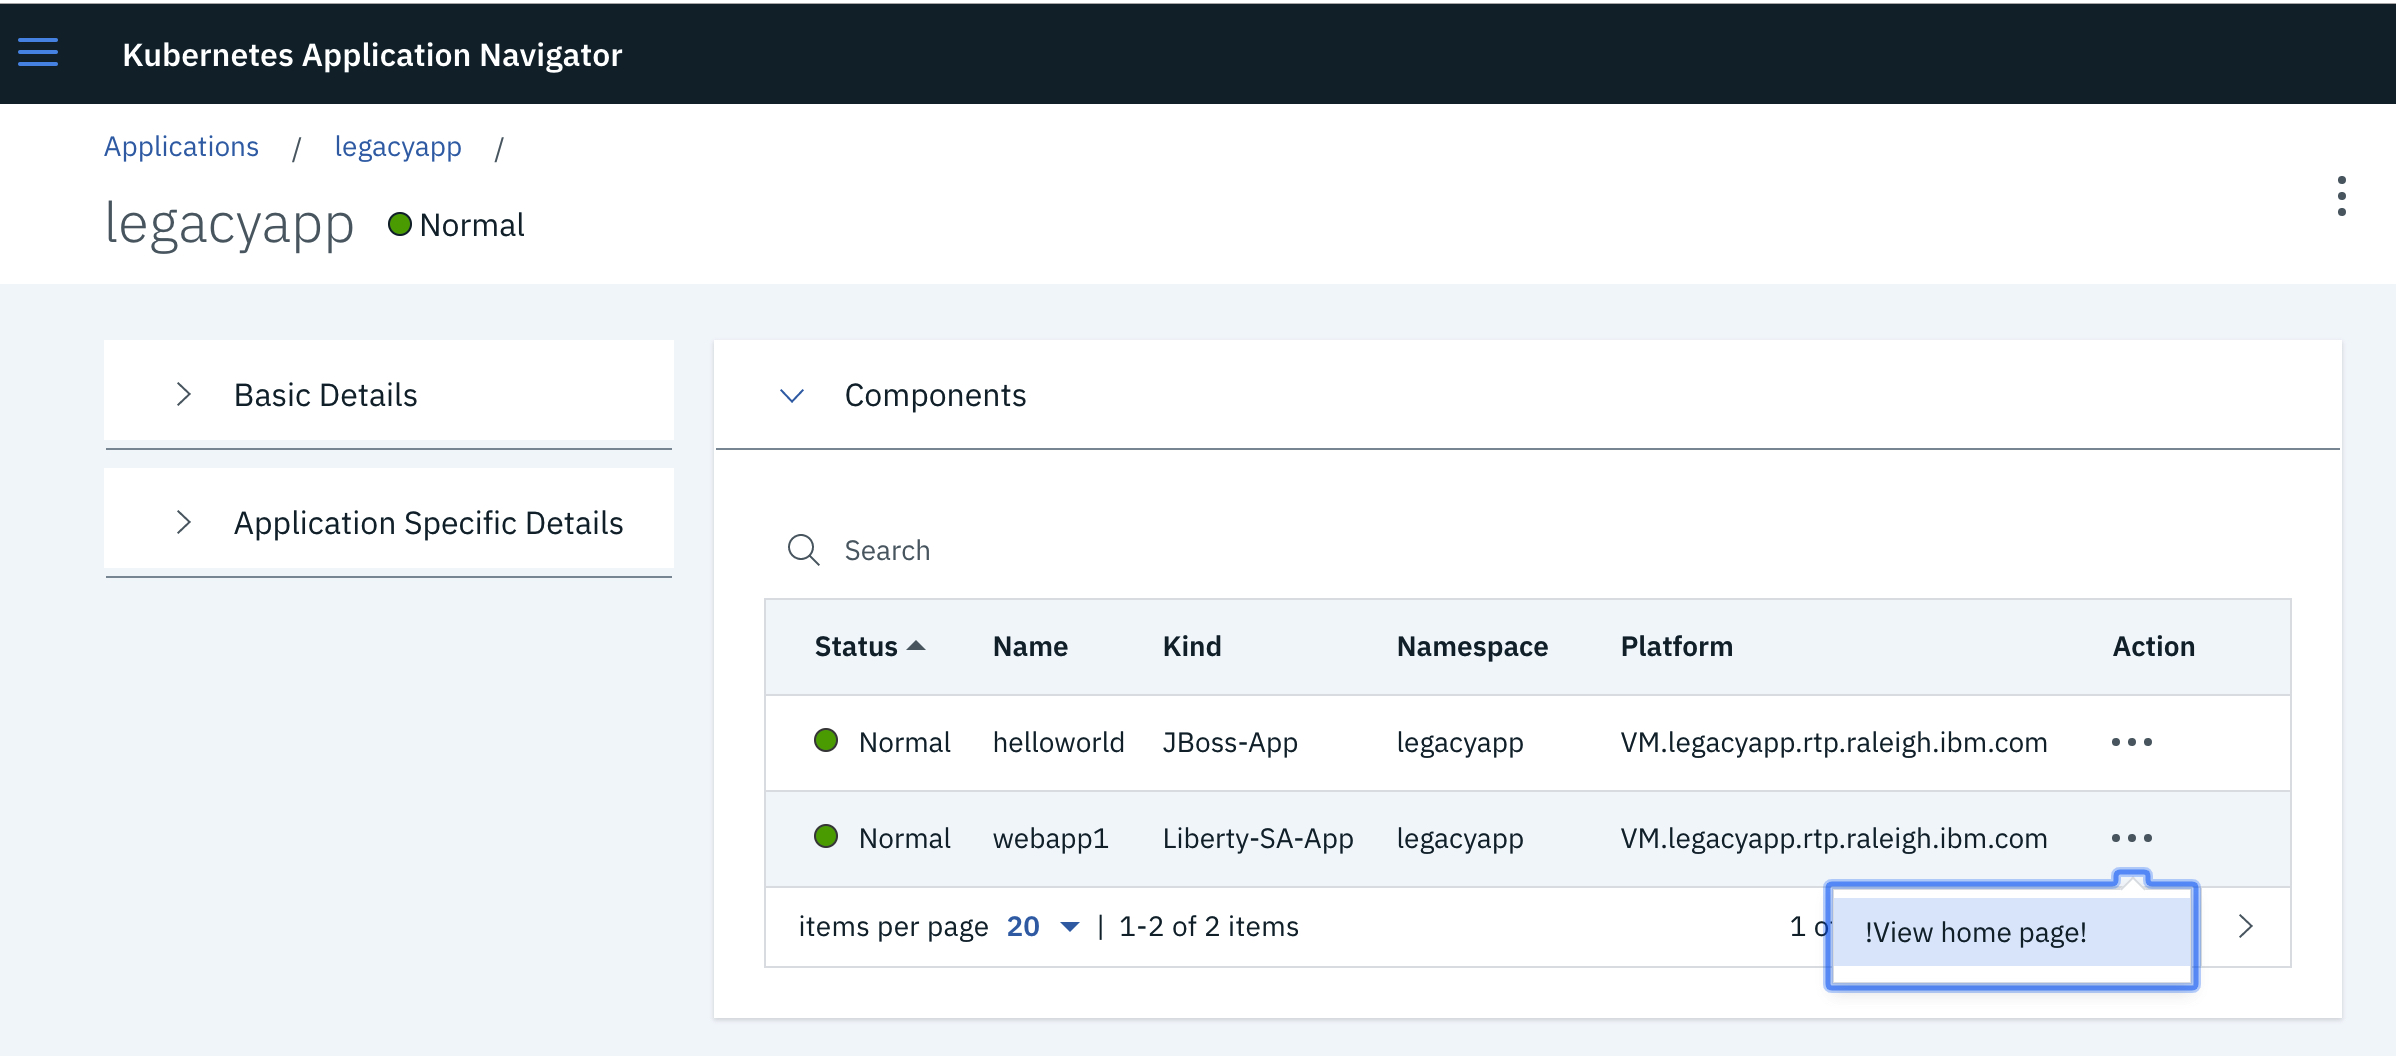 Kubernetes Application Navigator
Applications / legacyapp /
legacyapp Normal
Basic Details
Application Specific Details
Components
Search
Status Name Kind Namespace Platform Action
Normal helloworld JBoss-App legacyapp VM.legacyapp.rtp.raleigh.ibm.com
Normal webapp1 Liberty-SA-App legacyapp VM.legacyapp.rtp.raleigh.ibm.com
items per page 20 | 1-2 of 2 items 1
!View home page!